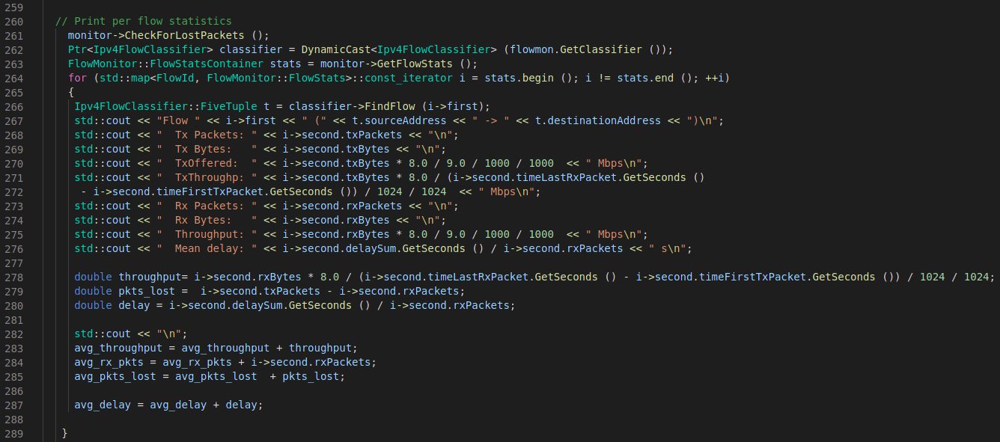 259
260 // Print per flow statistics
261 monitor->CheckForLostPackets ();
262 Ptr<Ipv4FlowClassifier> classifier = DynamicCast<Ipv4FlowClassifier> (flowmon.GetClassifier ());
263 FlowMonitor::FlowStatsContainer stats = monitor->GetFlowStats ();
264 for (std::map<FlowId, FlowMonitor::FlowStats>::const_iterator i = stats.begin (); i != stats.end (); ++i)
265 {
266 Ipv4FlowClassifier::FiveTuple t = classifier->FindFlow (i->first);
267 std::cout << "Flow " << i->first << " (" << t.sourceAddress << " -> " << t.destinationAddress << ")\n";
268 std::cout << "  Tx Packets: " << i->second.txPackets << "\n";
269 std::cout << "  Tx Bytes:   " << i->second.txBytes << "\n";
270 std::cout << "  TxOffered:  " << i->second.txBytes * 8.0 / 9.0 / 1000 / 1000  << " Mbps\n";
271 std::cout << "  TxThroughp: " << i->second.txBytes * 8.0 / (i->second.timeLastRxPacket.GetSeconds ()
272 - i->second.timeFirstTxPacket.GetSeconds ()) / 1024 / 1024  << " Mbps\n";
273 std::cout << "  Rx Packets: " << i->second.rxPackets << "\n";
274 std::cout << "  Rx Bytes:   " << i->second.rxBytes << "\n";
275 std::cout << "  Throughput: " << i->second.rxBytes * 8.0 / 9.0 / 1000 / 1000  << " Mbps\n";
276 std::cout << "  Mean delay: " << i->second.delaySum.GetSeconds () / i->second.rxPackets << " s\n";
277
278 double throughput= i->second.rxBytes * 8.0 / (i->second.timeLastRxPacket.GetSeconds () - i->second.timeFirstTxPacket.GetSeconds ()) / 1024 / 1024;
279 double pkts_lost =  i->second.txPackets - i->second.rxPackets;
280 double delay = i->second.delaySum.GetSeconds () / i->second.rxPackets;
281
282 std::cout << "\n";
283 avg_throughput = avg_throughput + throughput;
284 avg_rx_pkts = avg_rx_pkts + i->second.rxPackets;
285 avg_pkts_lost = avg_pkts_lost  + pkts_lost;
286
287 avg_delay = avg_delay + delay;
288
289 }